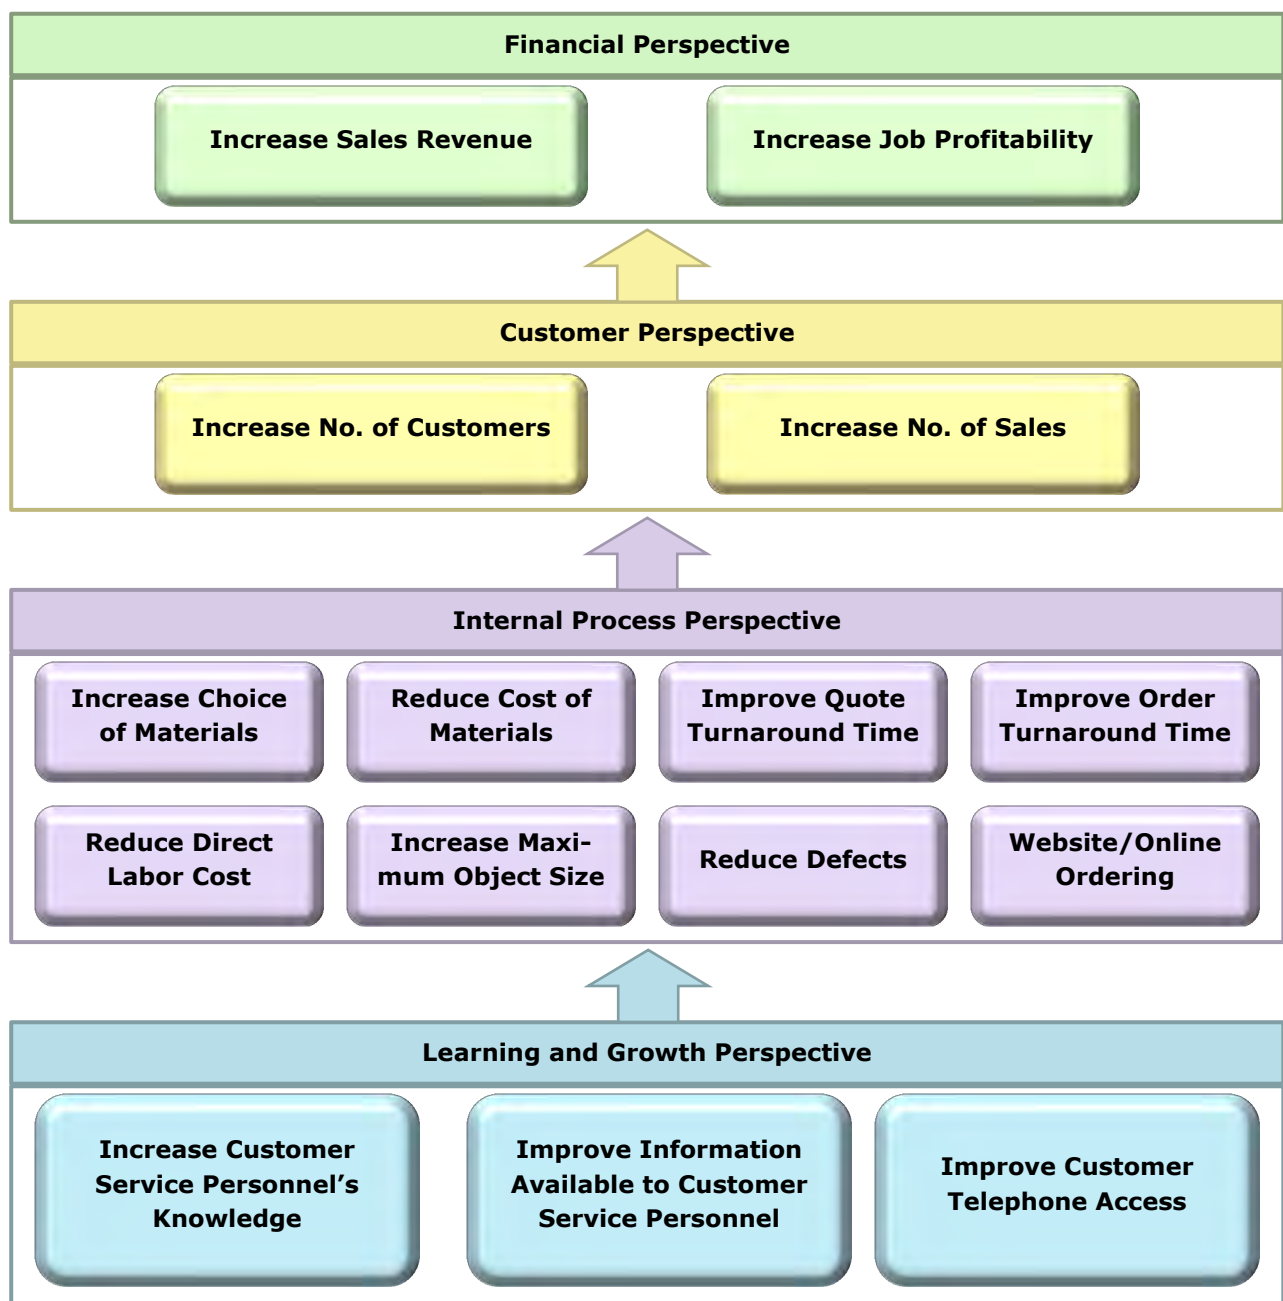 Financial Perspective
Increase Sales Revenue
Increase Job Profitability
Customer Perspective
Increase No. of Customers
Increase No. of Sales
Internal Process Perspective
Increase Choice
of Materials
Reduce Cost of
Materials
Improve Quote
Turnaround Time
Improve Order
Turnaround Time
Reduce Direct
Labor Cost
Increase Maxi-
mum Object Size
Reduce Defects
Website/Online
Ordering
Learning and Growth Perspective
Increase Customer
Service Personnel’s
Knowledge
Improve Information
Available to Customer
Service Personnel
Improve Customer
Telephone Access